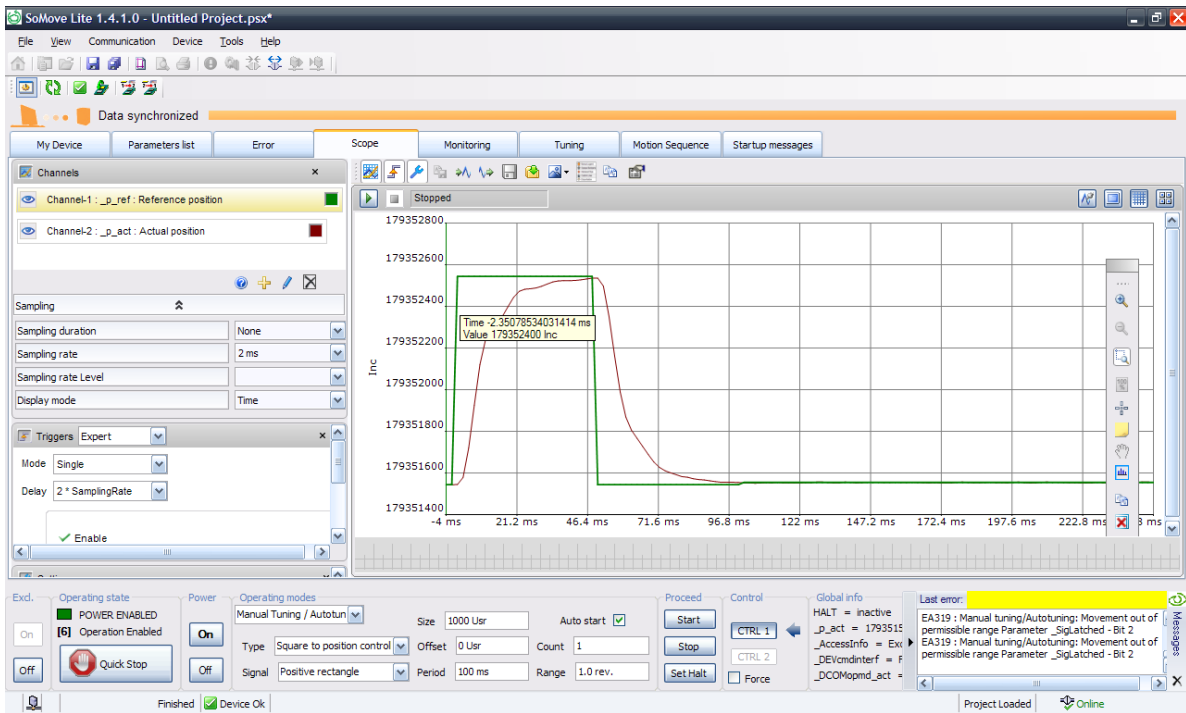 SoMove Lite 1.4.1.0 - Untitled Project.psx*
File View Communication Device Tools Help
Data synchronized
My Device Parameters list Error Scope Monitoring Tuning Motion Sequence Startup messages
Channels
Channel-1 : _p_ref : Reference position
Channel-2 : _p_act : Actual position
Sampling
Sampling duration None
Sampling rate 2 ms
Sampling rate Level
Display mode Time
Triggers Expert
Mode Single
Delay 2 * SamplingRate
Enable
Stopped
179352800
179352600
179352400
179352200
179352000
179351800
179351600
179351400
Inc
Time -2.35078534031414 ms
Value 179352400 Inc
-4 ms 21.2 ms 46.4 ms 71.6 ms 96.8 ms 122 ms 147.2 ms 172.4 ms 197.6 ms 222.8 ms 3 ms
Excl. Operating state Power Operating modes Proceed Control Global info
On
Off
POWER ENABLED
[6] Operation Enabled
Quick Stop
On
Off
Manual Tuning / Autotun
Type Square to position control
Signal Positive rectangle
Size 1000 Usr
Offset 0 Usr
Period 100 ms
Auto start
Count 1
Range 1.0 rev.
Start
Stop
Set Halt
CTRL 1
CTRL 2
Force
HALT = inactive
_p_act = 1793515
_AccessInfo = Exc
_DEVcmdinterf = F
_DCOMopmd_act =
Last error:
EA319 : Manual tuning/Autotuning: Movement out of
permissible range Parameter _SigLatched - Bit 2
EA319 : Manual tuning/Autotuning: Movement out of
permissible range Parameter _SigLatched - Bit 2
Messages
Finished Device Ok Project Loaded Online